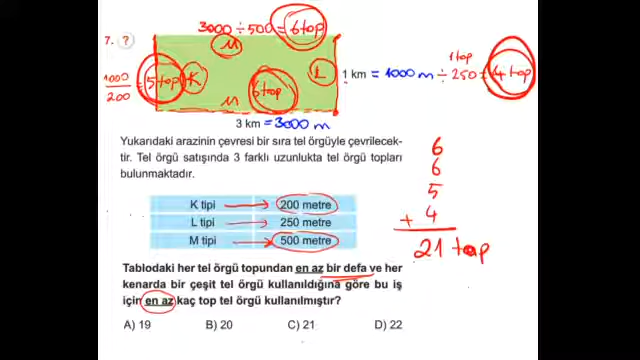 3000 ÷ 500 = 6 top
7. ?
M
1000
200
= 5 top
K
L
M
6 top
1 km = 1000 m ÷ 250 = 4 top
1 top
3 km = 3000 m
Yukarıdaki arazinin çevresi bir sıra tel örgüyle çevrilecek-
tir. Tel örgü satışında 3 farklı uzunlukta tel örgü topları
bulunmaktadır.
K tipi 200 metre
L tipi 250 metre
M tipi 500 metre
Tablodaki her tel örgü topundan en az bir defa ve her
kenarda bir çeşit tel örgü kullanıldığına göre bu iş
için en az kaç top tel örgü kullanılmıştır?
A) 19 B) 20 C) 21 D) 22
6
6
5
+ 4
21 top